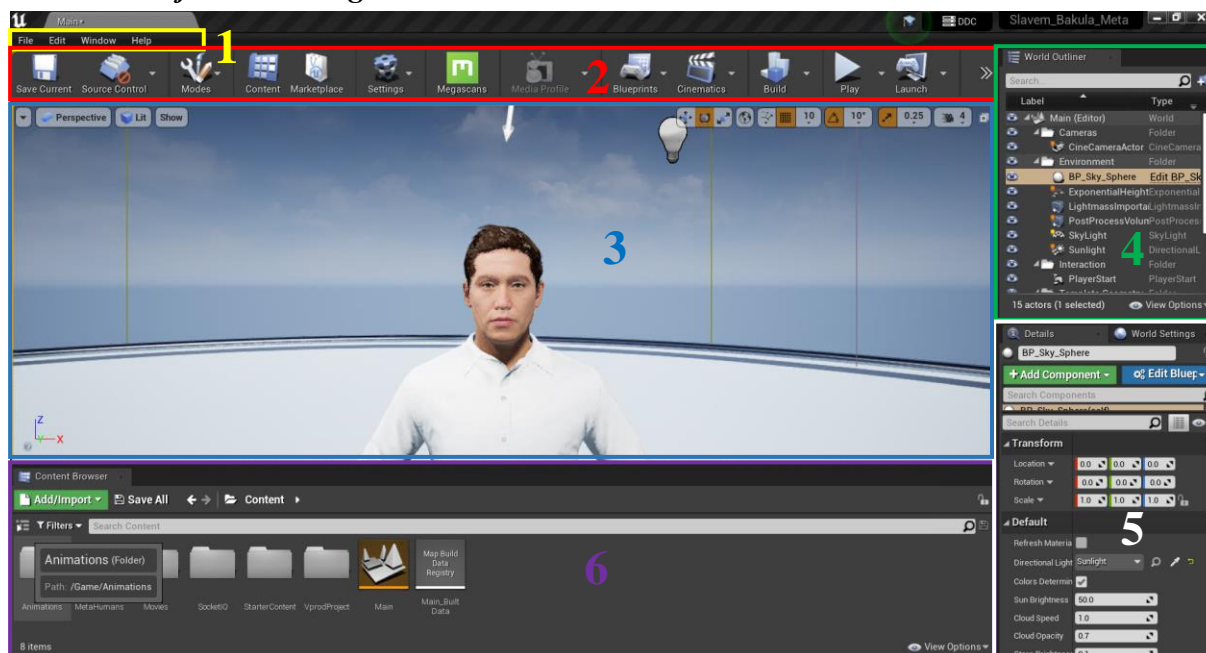 Main
DDC
Slavem_Bakula_Meta
File Edit Window Help
1
Save Current Source Control Modes Content Marketplace Settings Megascans Media Profile Blueprints Cinematics Build Play Launch
2
Perspective Lit Show
10 10° 0.25 4
3
Z
Y X
World Outliner
Search...
Label Type
Main (Editor) World
Cameras Folder
CineCameraActor CineCamera
Environment Folder
BP_Sky_Sphere Edit BP_Sk
ExponentialHeight Exponential
LightmassImporta LightmassIr
PostProcessVolun PostProces
SkyLight SkyLight
Sunlight DirectionalL
Interaction Folder
PlayerStart PlayerStart
4
15 actors (1 selected) View Options
Details World Settings
BP_Sky_Sphere
+Add Component Edit Bluep
Search Components
Search Details
Transform
Location 0.0 0.0 0.0
Rotation 0.0 0.0 0.0
Scale 1.0 1.0 1.0
Default
5
Refresh Materia
Directional Light Sunlight
Colors Determin
Sun Brightness 50.0
Cloud Speed 1.0
Cloud Opacity 0.7
Content Browser
Add/Import Save All Content
Filters Search Content
Animations (Folder)
Path: /Game/Animations
Map Build
Data
Registry
6
Animations MetaHumans Movies SocketIO StarterContent VprodProject Main Main_Built
Data
8 items View Options